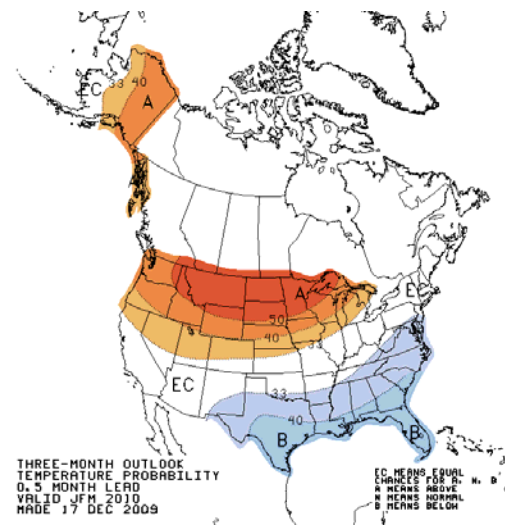 EC
33
40
A
A
50
40
33
EC
EC
33
40
B
B
THREE-MONTH OUTLOOK
TEMPERATURE PROBABILITY
0.5 MONTH LEAD
VALID JFM 2010
MADE 17 DEC 2009
EC MEANS EQUAL
CHANCES FOR A, N, B
A MEANS ABOVE
N MEANS NORMAL
B MEANS BELOW